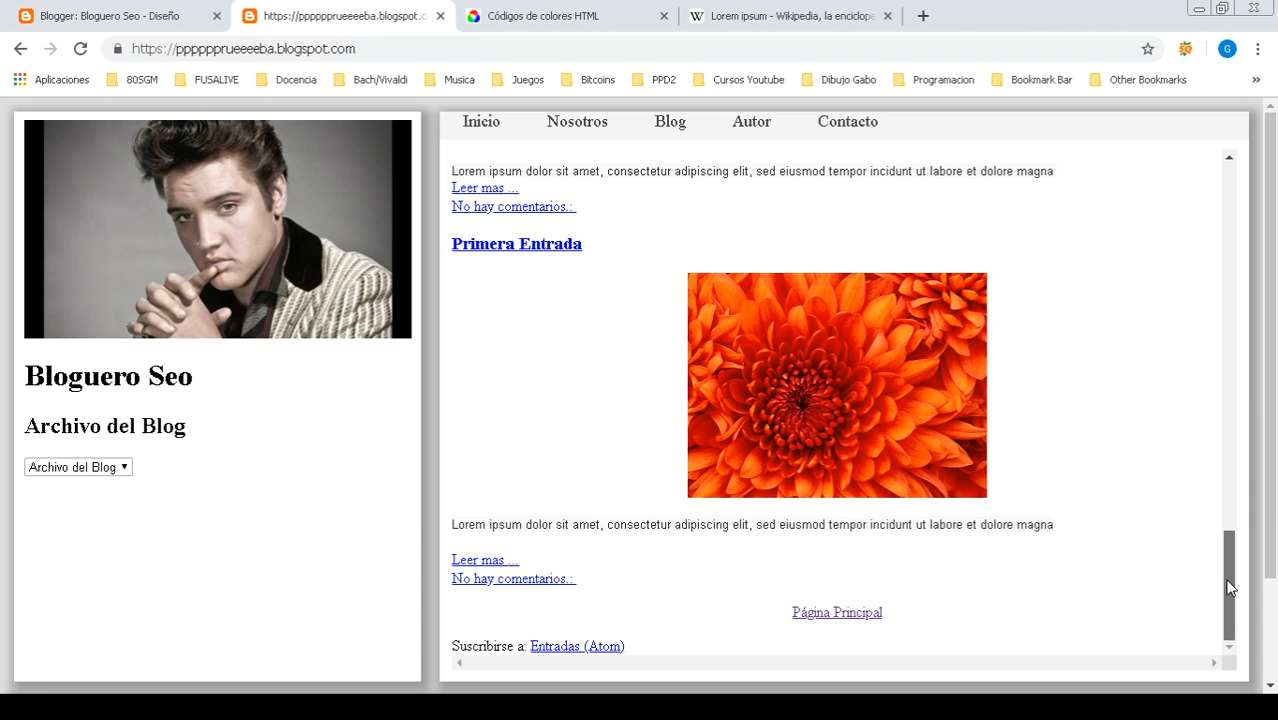 Blogger: Bloguero Seo - Diseño
https://ppppppprueeeeba.blogspot.c
Códigos de colores HTML
Lorem ipsum - Wikipedia, la enciclope
https://ppppppprueeeeba.blogspot.com
G
Aplicaciones
80SGM
FUSALIVE
Docencia
Bach/Vivaldi
Musica
Juegos
Bitcoins
PPD2
Cursos Youtube
Dibujo Gabo
Programacion
Bookmark Bar
Other Bookmarks
»
Bloguero Seo
Archivo del Blog
Archivo del Blog
Inicio Nosotros Blog Autor Contacto
Lorem ipsum dolor sit amet, consectetur adipiscing elit, sed eiusmod tempor incidunt ut labore et dolore magna
Leer mas ...
No hay comentarios.:
Primera Entrada
Lorem ipsum dolor sit amet, consectetur adipiscing elit, sed eiusmod tempor incidunt ut labore et dolore magna
Leer mas ...
No hay comentarios.:
Página Principal
Suscribirse a: Entradas (Atom)